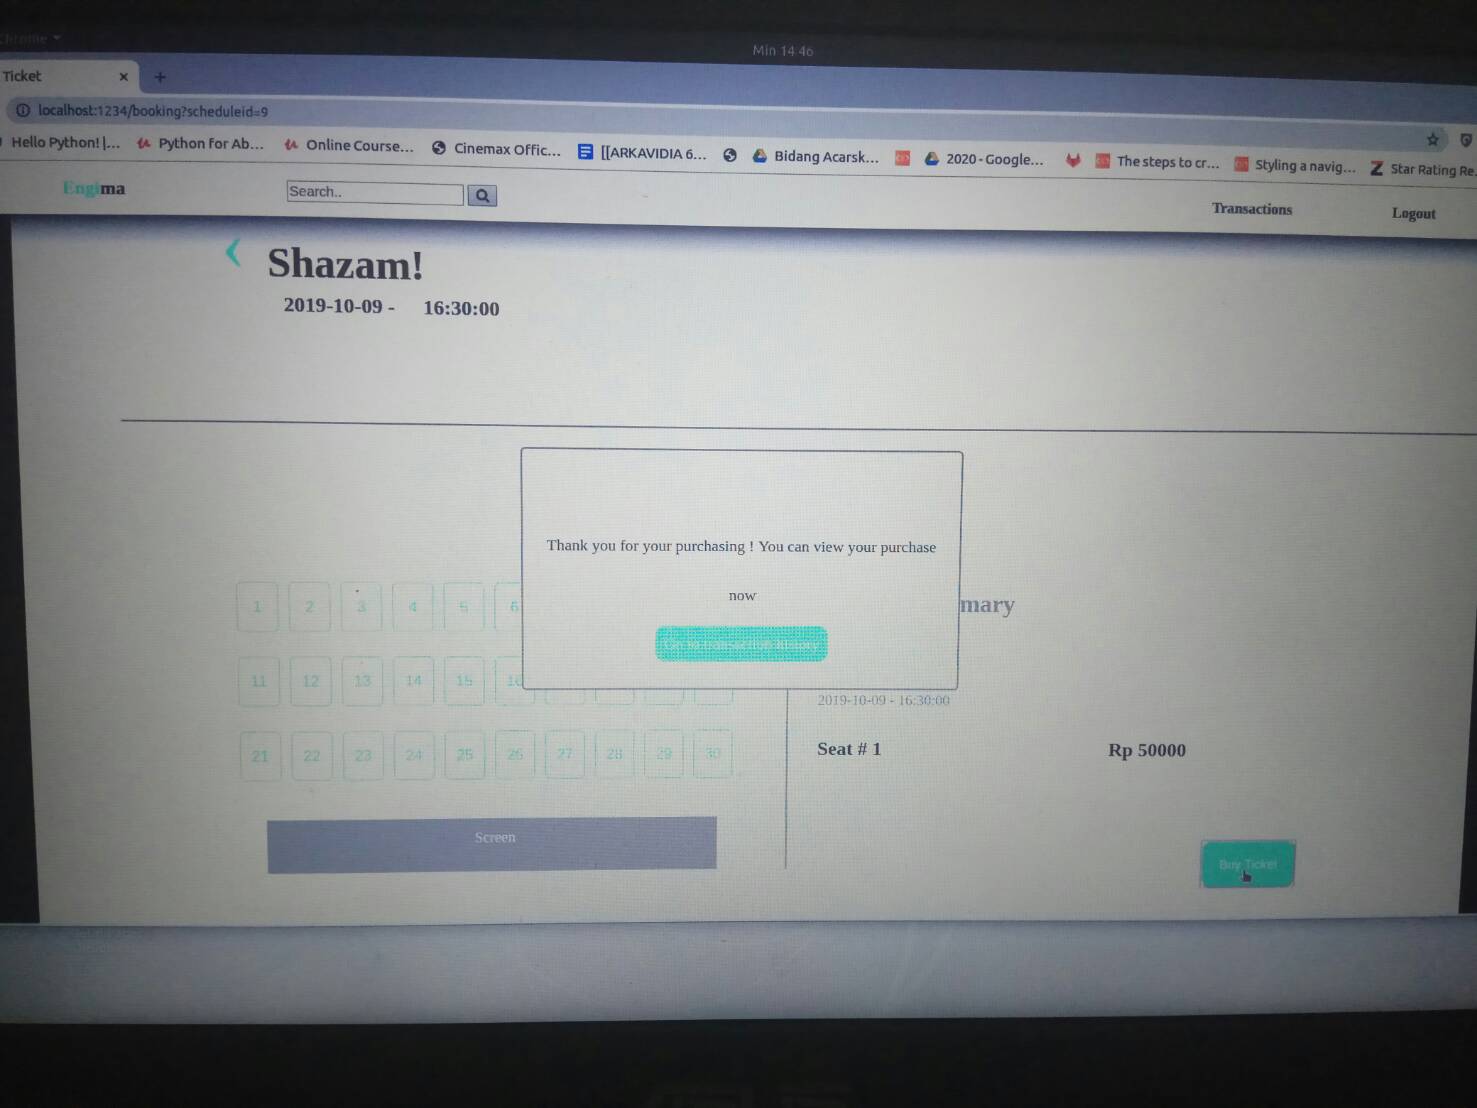 Chrome
Min 14 46
Ticket
localhost:1234/booking?scheduleid=9
Hello Python! |... Python for Ab... Online Course... Cinemax Offic... [[ARKAVIDIA 6... Bidang Acarsk... 2020 - Google... The steps to cr... Styling a navig... Star Rating Re.
Engima Search.. Transactions Logout
Shazam!
2019-10-09 - 16:30:00
Thank you for your purchasing ! You can view your purchase
now
Go to transaction history
1 2 3 4 5 6
mary
11 12 13 14 15 16
2019-10-09 - 16:30:00
21 22 23 24 25 26 27 28 29 30
Seat # 1 Rp 50000
Screen
Buy Ticket